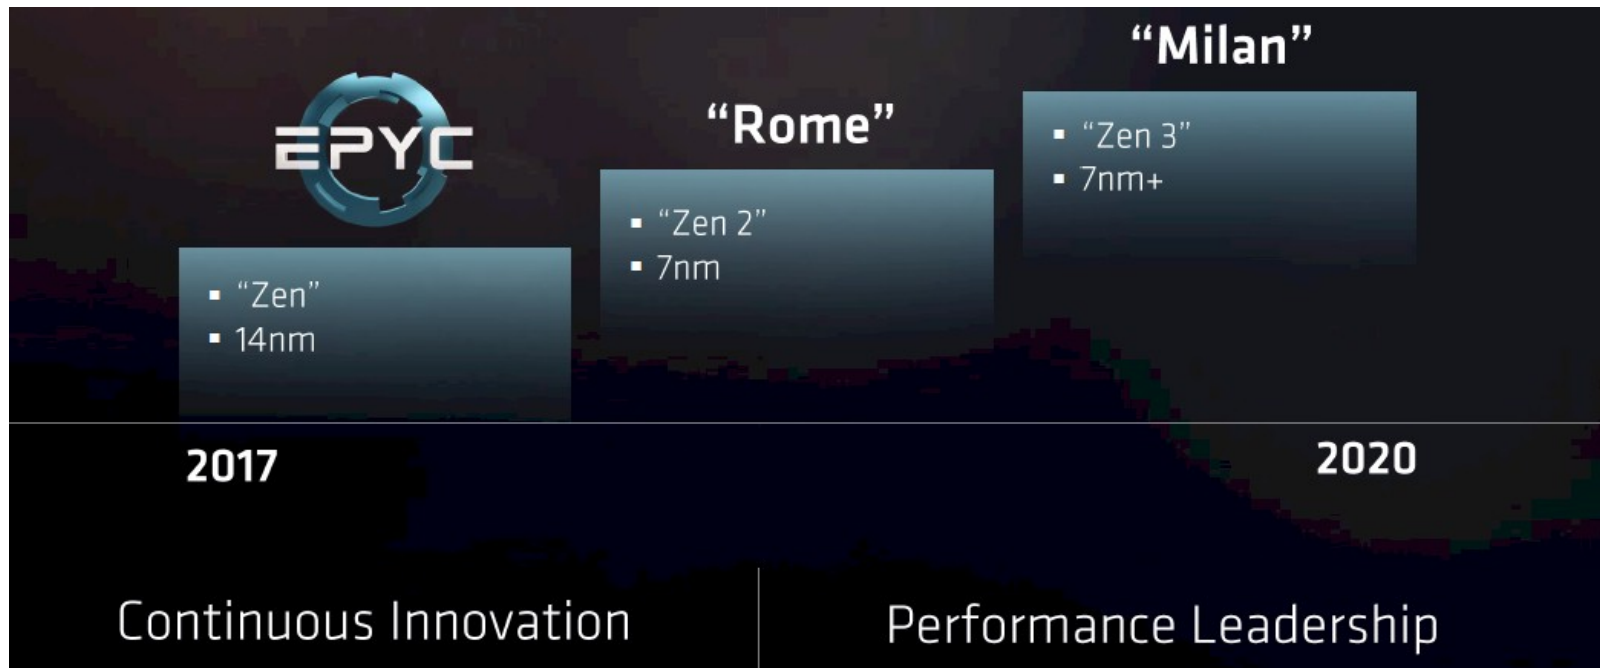 EPYC
“Zen”
14nm
“Rome”
“Zen 2”
7nm
“Milan”
“Zen 3”
7nm+
2017
2020
Continuous Innovation
Performance Leadership